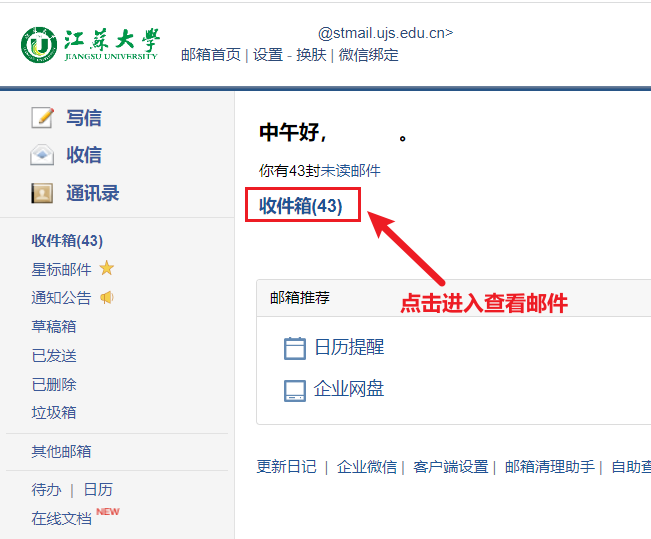 江苏大学
JIANGSU UNIVERSITY
@stmail.ujs.edu.cn>
邮箱首页 | 设置 - 换肤 | 微信绑定
写信
收信
通讯录
收件箱(43)
星标邮件
通知公告
草稿箱
已发送
已删除
垃圾箱
其他邮箱
待办 | 日历
在线文档 NEW
中午好， 。
你有43封未读邮件
收件箱(43)
点击进入查看邮件
邮箱推荐
日历提醒
企业网盘
更新日记 | 企业微信 | 客户端设置 | 邮箱清理助手 | 自助查